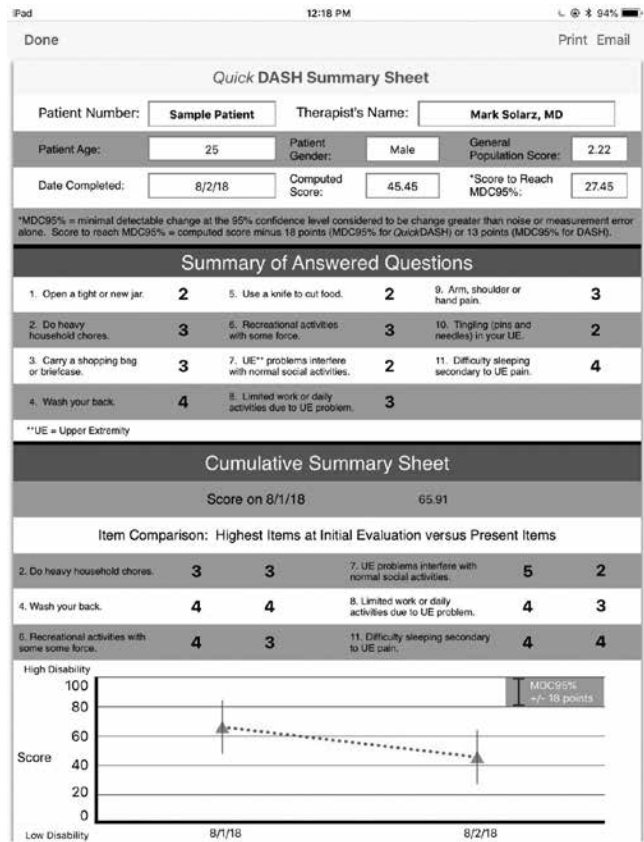 iPad 12:18 PM 94%
Done Print Email
Quick DASH Summary Sheet
Patient Number: Sample Patient Therapist's Name: Mark Solarz, MD
Patient Age: 25 Patient Gender: Male General Population Score: 2.22
Date Completed: 8/2/18 Computed Score: 45.45 *Score to Reach MDC95%: 27.45
*MDC95% = minimal detectable change at the 95% confidence level considered to be change greater than noise or measurement error
alone. Score to reach MDC95% = computed score minus 18 points (MDC95% for QuickDASH) or 13 points (MDC95% for DASH).
Summary of Answered Questions
1. Open a tight or new jar. 2 5. Use a knife to cut food. 2 9. Arm, shoulder or hand pain. 3
2. Do heavy household chores. 3 6. Recreational activities with some force. 3 10. Tingling (pins and needles) in your UE. 2
3. Carry a shopping bag or briefcase. 3 7. UE** problems interfere with normal social activities. 2 11. Difficulty sleeping secondary to UE pain. 4
4. Wash your back. 4 8. Limited work or daily activities due to UE problem. 3
**UE = Upper Extremity
Cumulative Summary Sheet
Score on 8/1/18 65.91
Item Comparison: Highest Items at Initial Evaluation versus Present Items
2. Do heavy household chores. 3 3 7. UE problems interfere with normal social activities. 5 2
4. Wash your back. 4 4 8. Limited work or daily activities due to UE problem. 4 3
6. Recreational activities with some some force. 4 3 11. Difficulty sleeping secondary to UE pain. 4 4
High Disability
100
MDC95%
+/- 18 points
80
60
Score
40
20
0
Low Disability 8/1/18 8/2/18